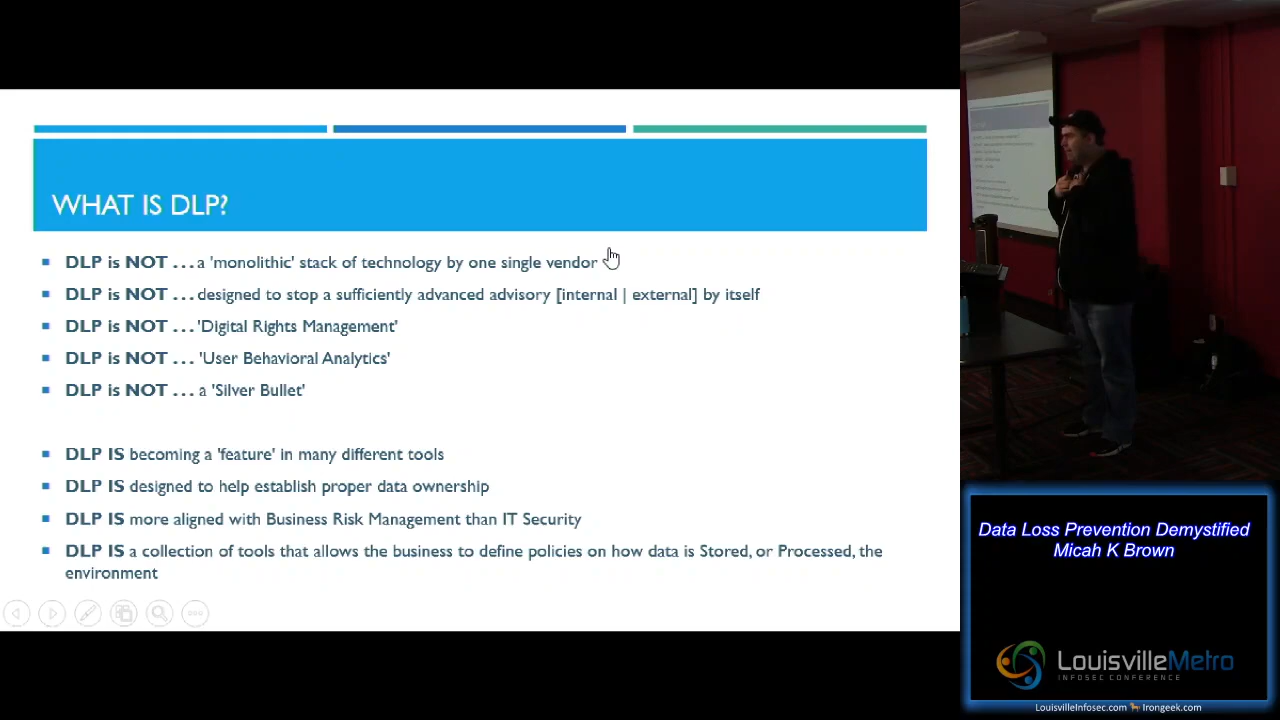 WHAT IS DLP?
DLP is NOT . . . a 'monolithic' stack of technology by one single vendor
DLP is NOT . . . designed to stop a sufficiently advanced advisory [internal | external] by itself
DLP is NOT . . . 'Digital Rights Management'
DLP is NOT . . . 'User Behavioral Analytics'
DLP is NOT . . . a 'Silver Bullet'
DLP IS becoming a 'feature' in many different tools
DLP IS designed to help establish proper data ownership
DLP IS more aligned with Business Risk Management than IT Security
DLP IS a collection of tools that allows the business to define policies on how data is Stored, or Processed, the
environment
Data Loss Prevention Demystified
Micah K Brown
LouisvilleMetro
INFOSEC CONFERENCE
LouisvilleInfosec.com Irongeek.com